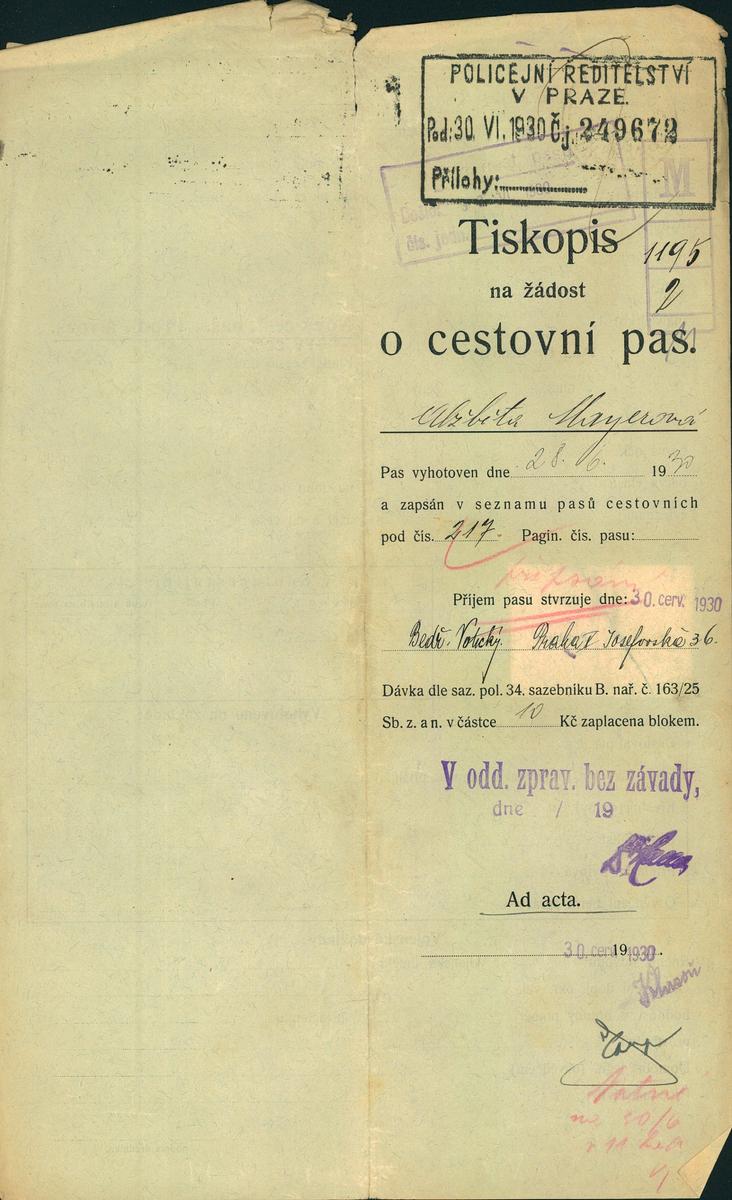 POLICEJNÍ ŘEDITELSTVÍ
V PRAZE.
Pod: 30. VI. 1930 Čj. 249672
Přílohy:
M
Tiskopis
1195
na žádost
2
o cestovní pas.
Alžběta Mayerová
Pas vyhotoven dne 28. 6. 1930
a zapsán v seznamu pasů cestovních
pod čís. 217. Pagin. čís. pasu:
Příjem pasu stvrzuje dne: 30. červ. 1930
Bedř. Votický. Praha V Josefovská 36.
Dávka dle saz. pol. 34. sazebníku B. nař. č. 163/25
Sb. z. a n. v částce 10 Kč zaplacena blokem.
V odd. zprav. bez závady,
dne / 19
Ad acta.
30. červ. 19 1930.